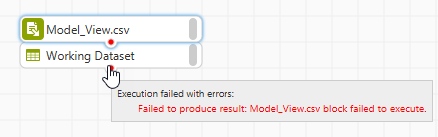 Model_View.csv
Working Dataset
Execution failed with errors:
Failed to produce result: Model_View.csv block failed to execute.